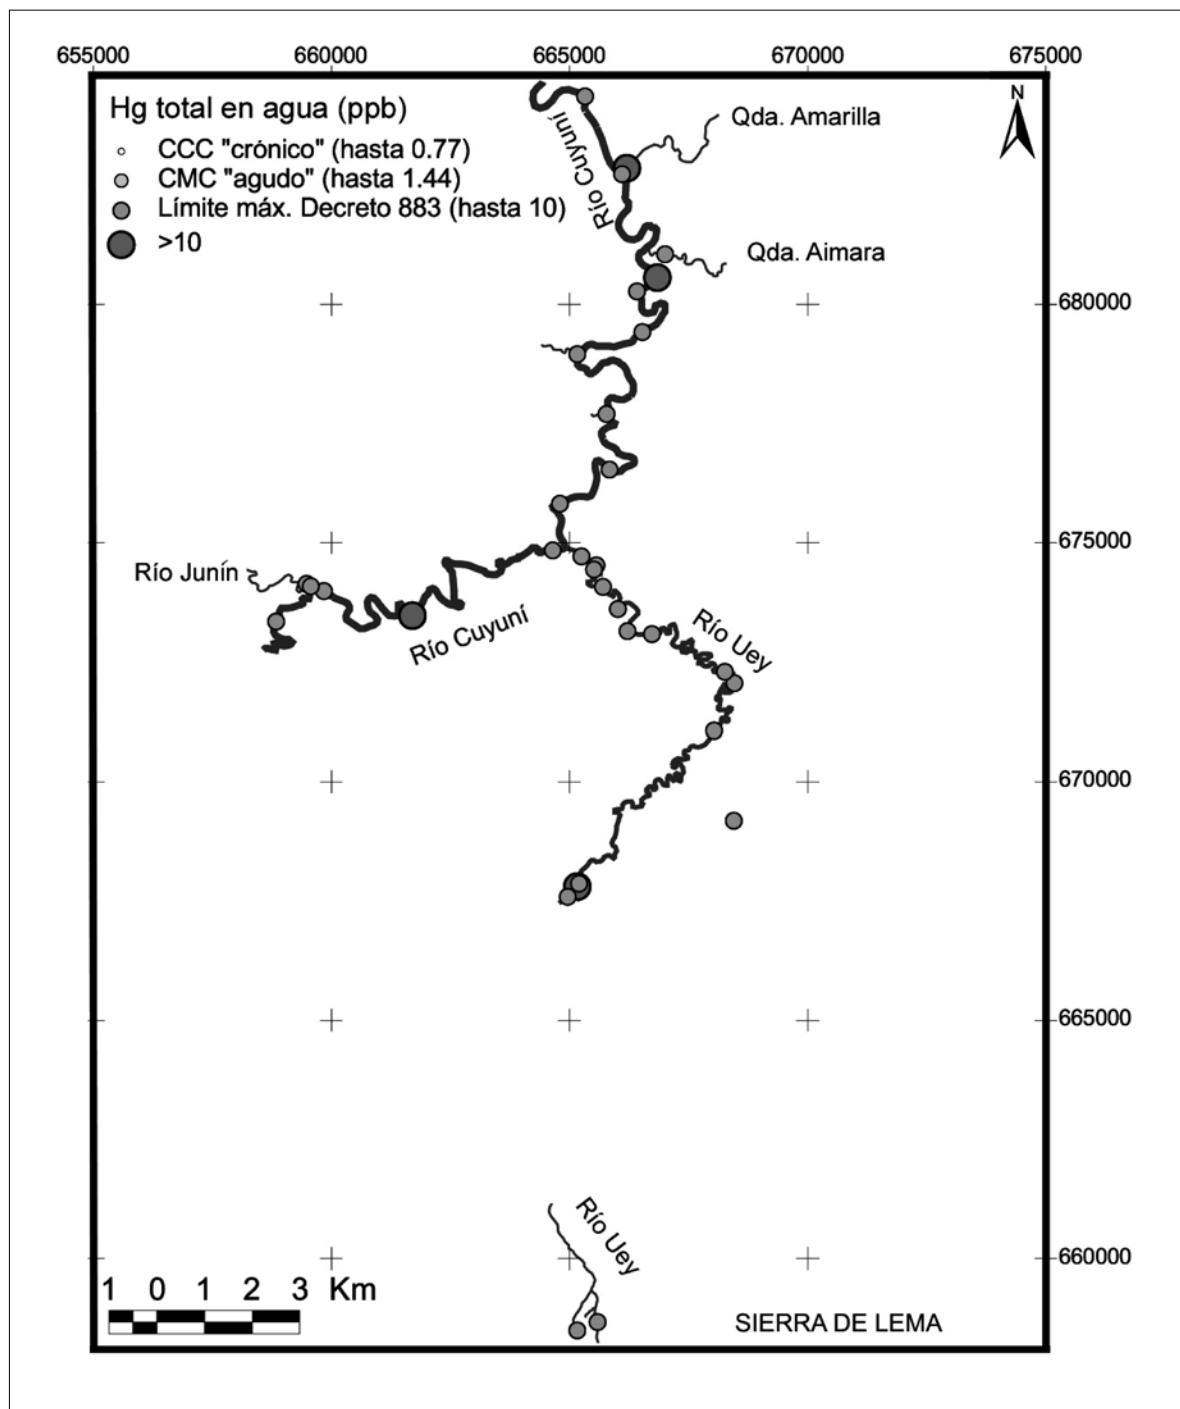 655000 660000 665000 670000 675000
Hg total en agua (ppb)
CCC "crónico" (hasta 0.77)
CMC "agudo" (hasta 1.44)
Límite máx. Decreto 883 (hasta 10)
>10
N
Qda. Amarilla
Río Cuyuní
Qda. Aimara
680000
675000
Río Junín
Río Cuyuní
Río Uey
670000
665000
Río Uey
660000
1 0 1 2 3 Km
SIERRA DE LEMA